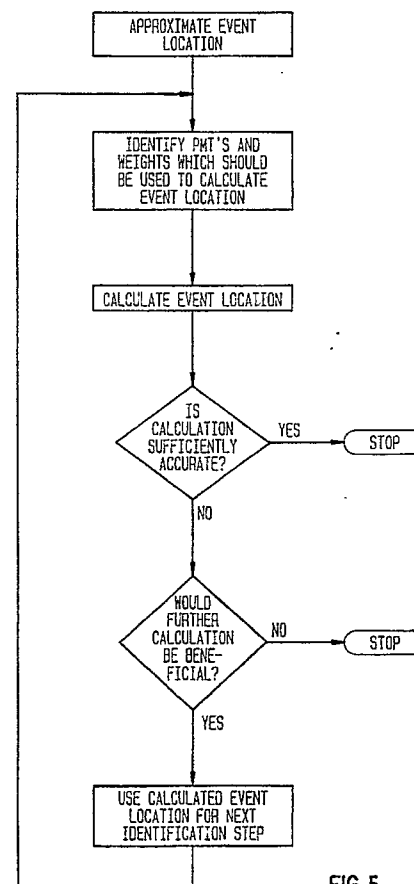 APPROXIMATE EVENT
LOCATION
IDENTIFY PMT'S AND
WEIGHTS WHICH SHOULD
BE USED TO CALCULATE
EVENT LOCATION
CALCULATE EVENT LOCATION
IS
CALCULATION
SUFFICIENTLY
ACCURATE?
YES
STOP
NO
WOULD
FURTHER
CALCULATION
BE BENE-
FICIAL?
NO
STOP
YES
USE CALCULATED EVENT
LOCATION FOR NEXT
IDENTIFICATION STEP
FIG. 5